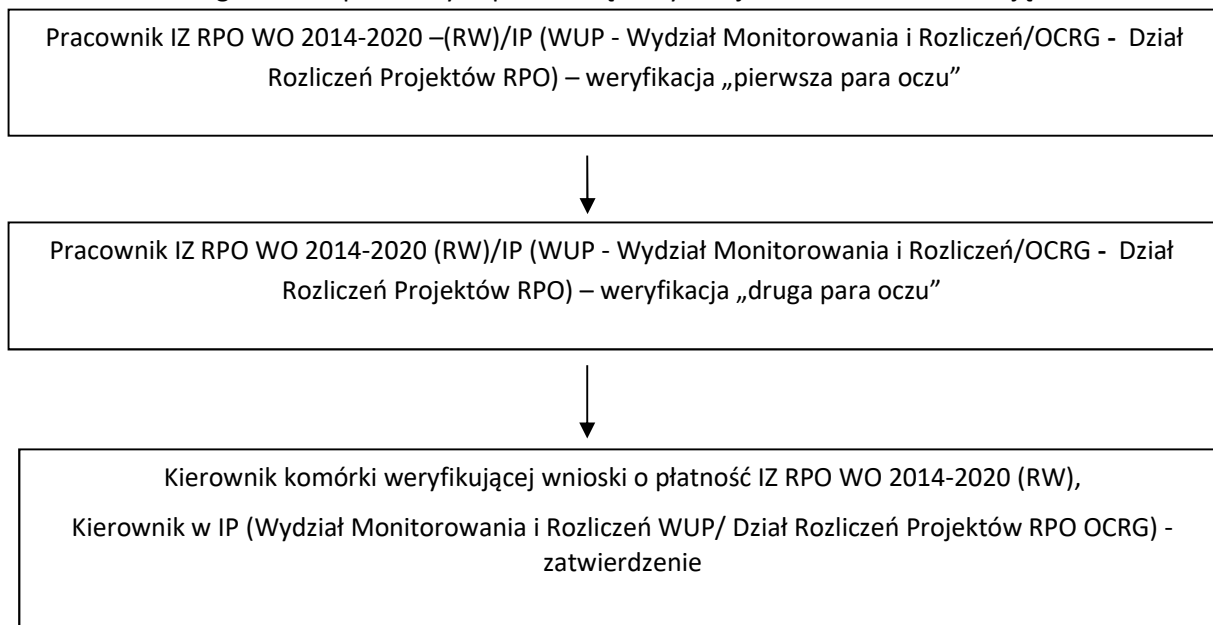 Pracownik IZ RPO WO 2014-2020 –(RW)/IP (WUP - Wydział Monitorowania i Rozliczeń/OCRG - Dział
Rozliczeń Projektów RPO) – weryfikacja „pierwsza para oczu”
Pracownik IZ RPO WO 2014-2020 (RW)/IP (WUP - Wydział Monitorowania i Rozliczeń/OCRG - Dział
Rozliczeń Projektów RPO) – weryfikacja „druga para oczu”
Kierownik komórki weryfikującej wnioski o płatność IZ RPO WO 2014-2020 (RW),
Kierownik w IP (Wydział Monitorowania i Rozliczeń WUP/ Dział Rozliczeń Projektów RPO OCRG) -
zatwierdzenie